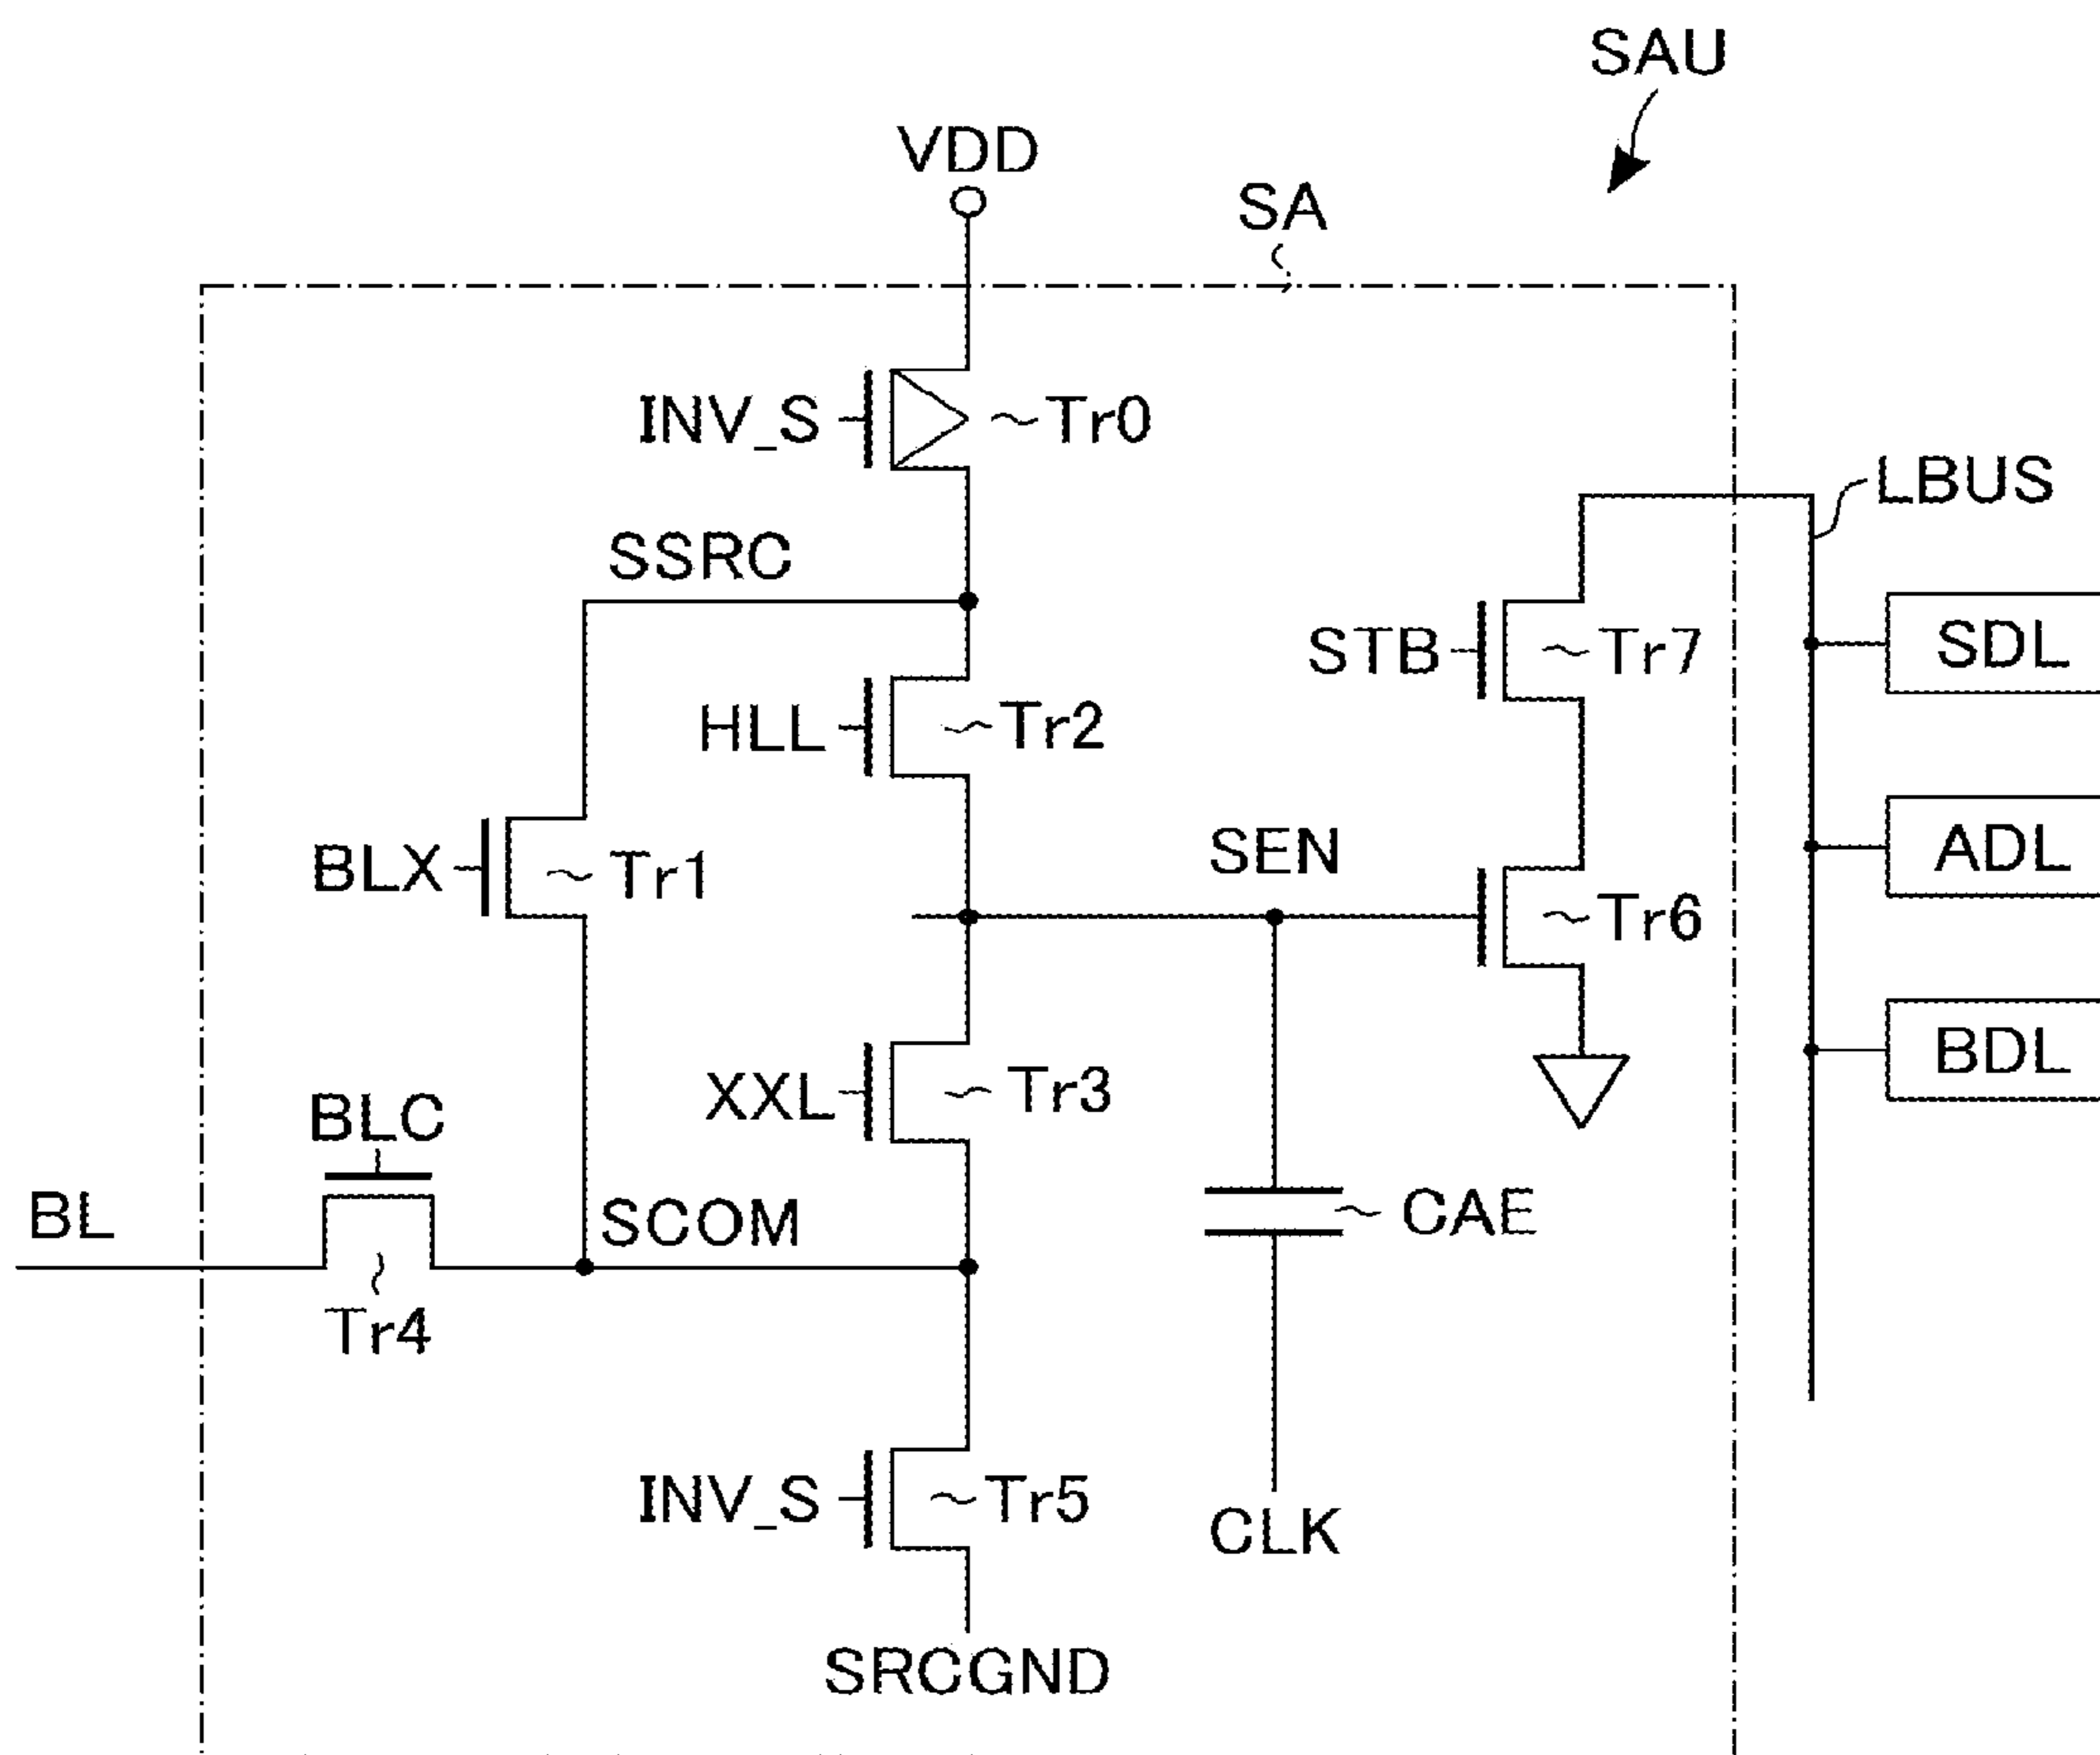 SAU
VDD
SA
INV_S
Tr0
LBUS
SSRC
STB
Tr7
SDL
HLL
Tr2
BLX
Tr1
SEN
ADL
Tr6
XXL
Tr3
BDL
BLC
BL
SCOM
CAE
Tr4
INV_S
Tr5
CLK
SRCGND